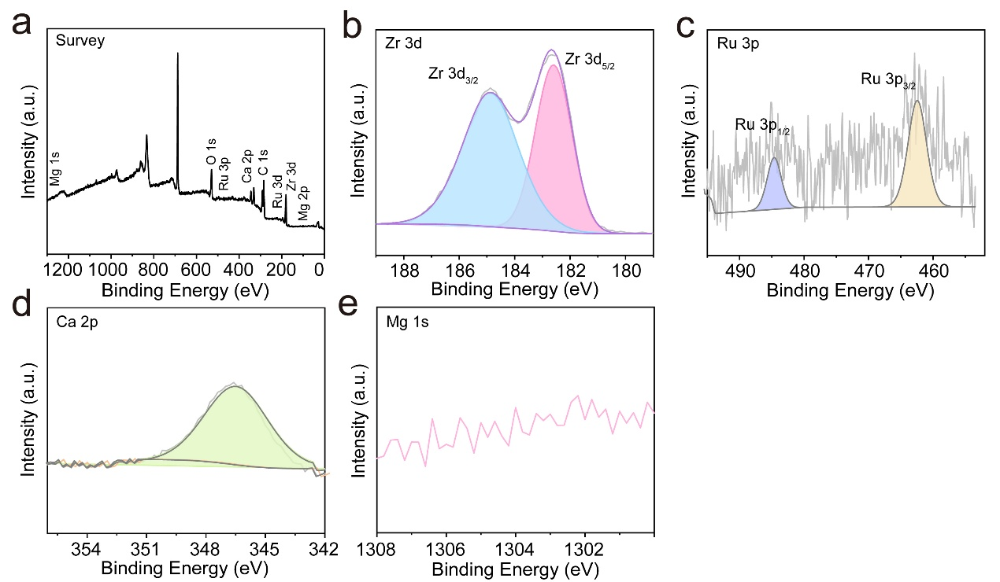 a
Survey
Intensity (a.u.)
Mg 1s
O 1s
Ru 3p
Ca 2p
C 1s
Ru 3d
Zr 3d
Mg 2p
1200 1000 800 600 400 200 0
Binding Energy (eV)
b
Zr 3d
Intensity (a.u.)
Zr 3d3/2
Zr 3d5/2
188 186 184 182 180
Binding Energy (eV)
c
Ru 3p
Intensity (a.u.)
Ru 3p3/2
Ru 3p1/2
490 480 470 460
Binding Energy (eV)
d
Ca 2p
Intensity (a.u.)
354 351 348 345 342
Binding Energy (eV)
e
Mg 1s
Intensity (a.u.)
1308 1306 1304 1302
Binding Energy (eV)